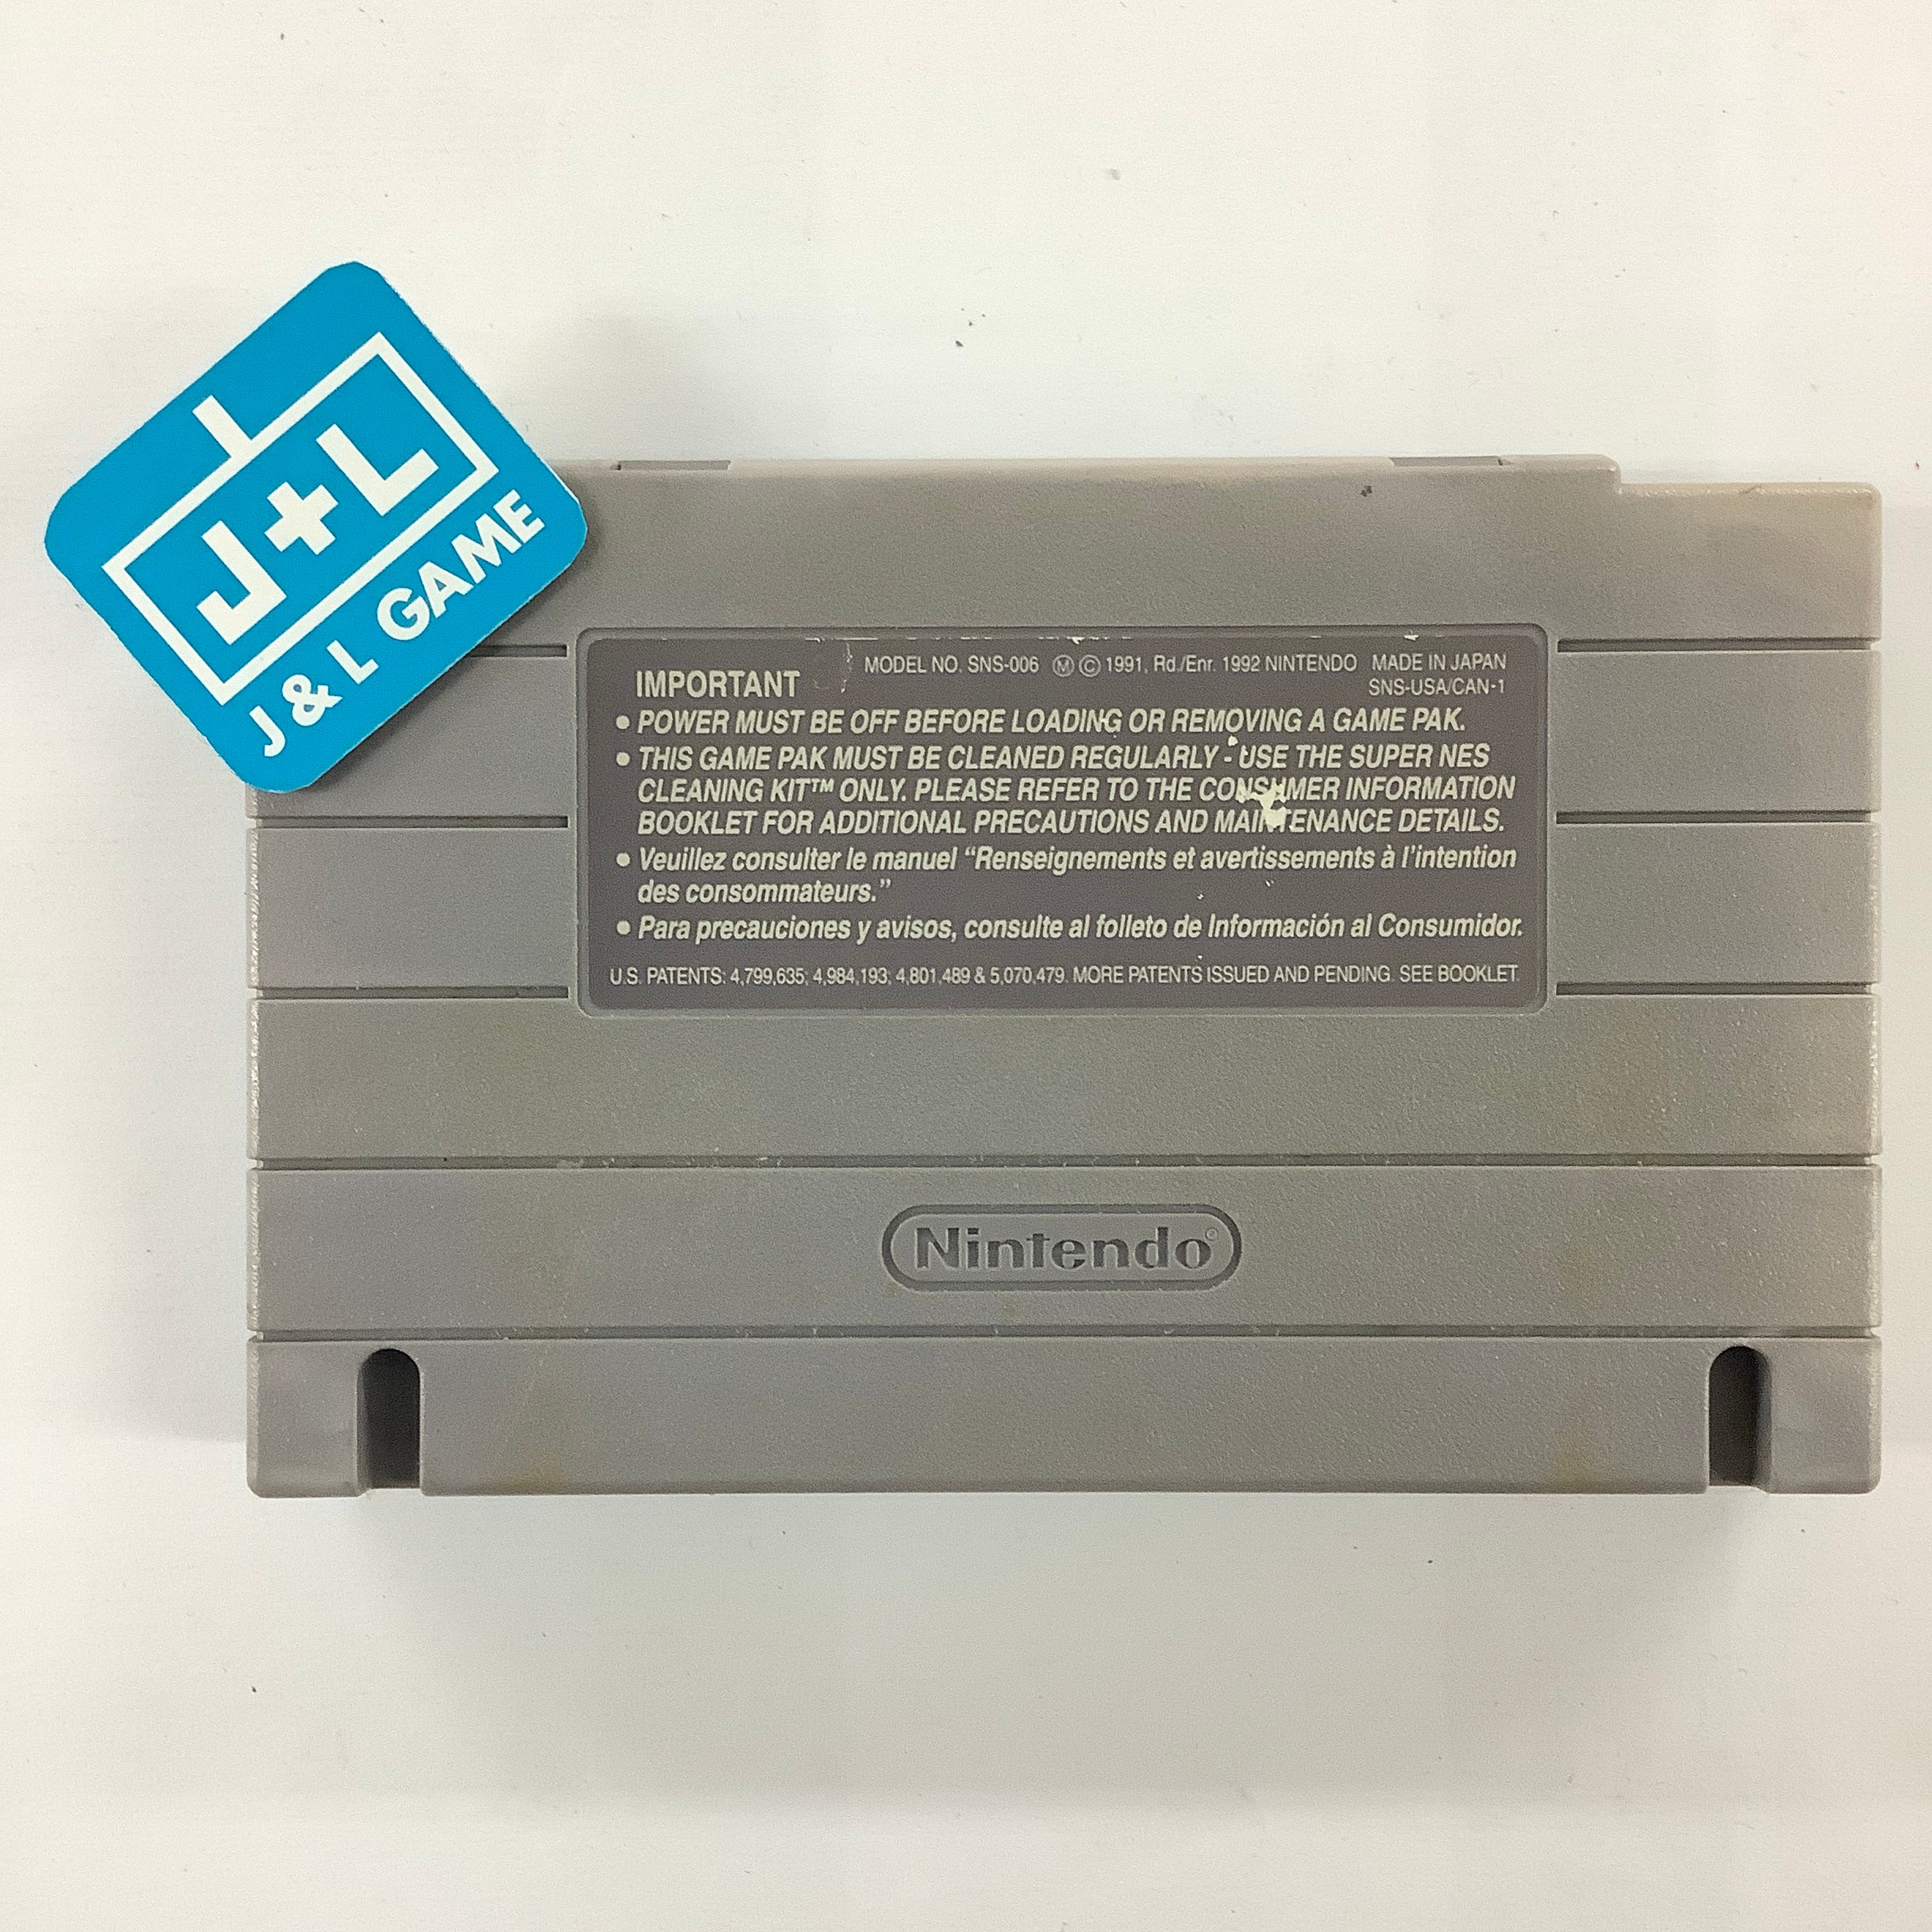 J+L
J & L GAME
MODEL NO. SNS-006 Ⓜ © 1991, Rd./Enr. 1992 NINTENDO MADE IN JAPAN
SNS-USA/CAN-1
IMPORTANT
• POWER MUST BE OFF BEFORE LOADING OR REMOVING A GAME PAK.
• THIS GAME PAK MUST BE CLEANED REGULARLY - USE THE SUPER NES
CLEANING KIT™ ONLY. PLEASE REFER TO THE CONSUMER INFORMATION
BOOKLET FOR ADDITIONAL PRECAUTIONS AND MAINTENANCE DETAILS.
• Veuillez consulter le manuel “Renseignements et avertissements à l’intention
des consommateurs.”
• Para precauciones y avisos, consulte al folleto de Información al Consumidor.
U.S. PATENTS: 4,799,635; 4,984,193; 4,801,489 & 5,070,479. MORE PATENTS ISSUED AND PENDING. SEE BOOKLET.
Nintendo®